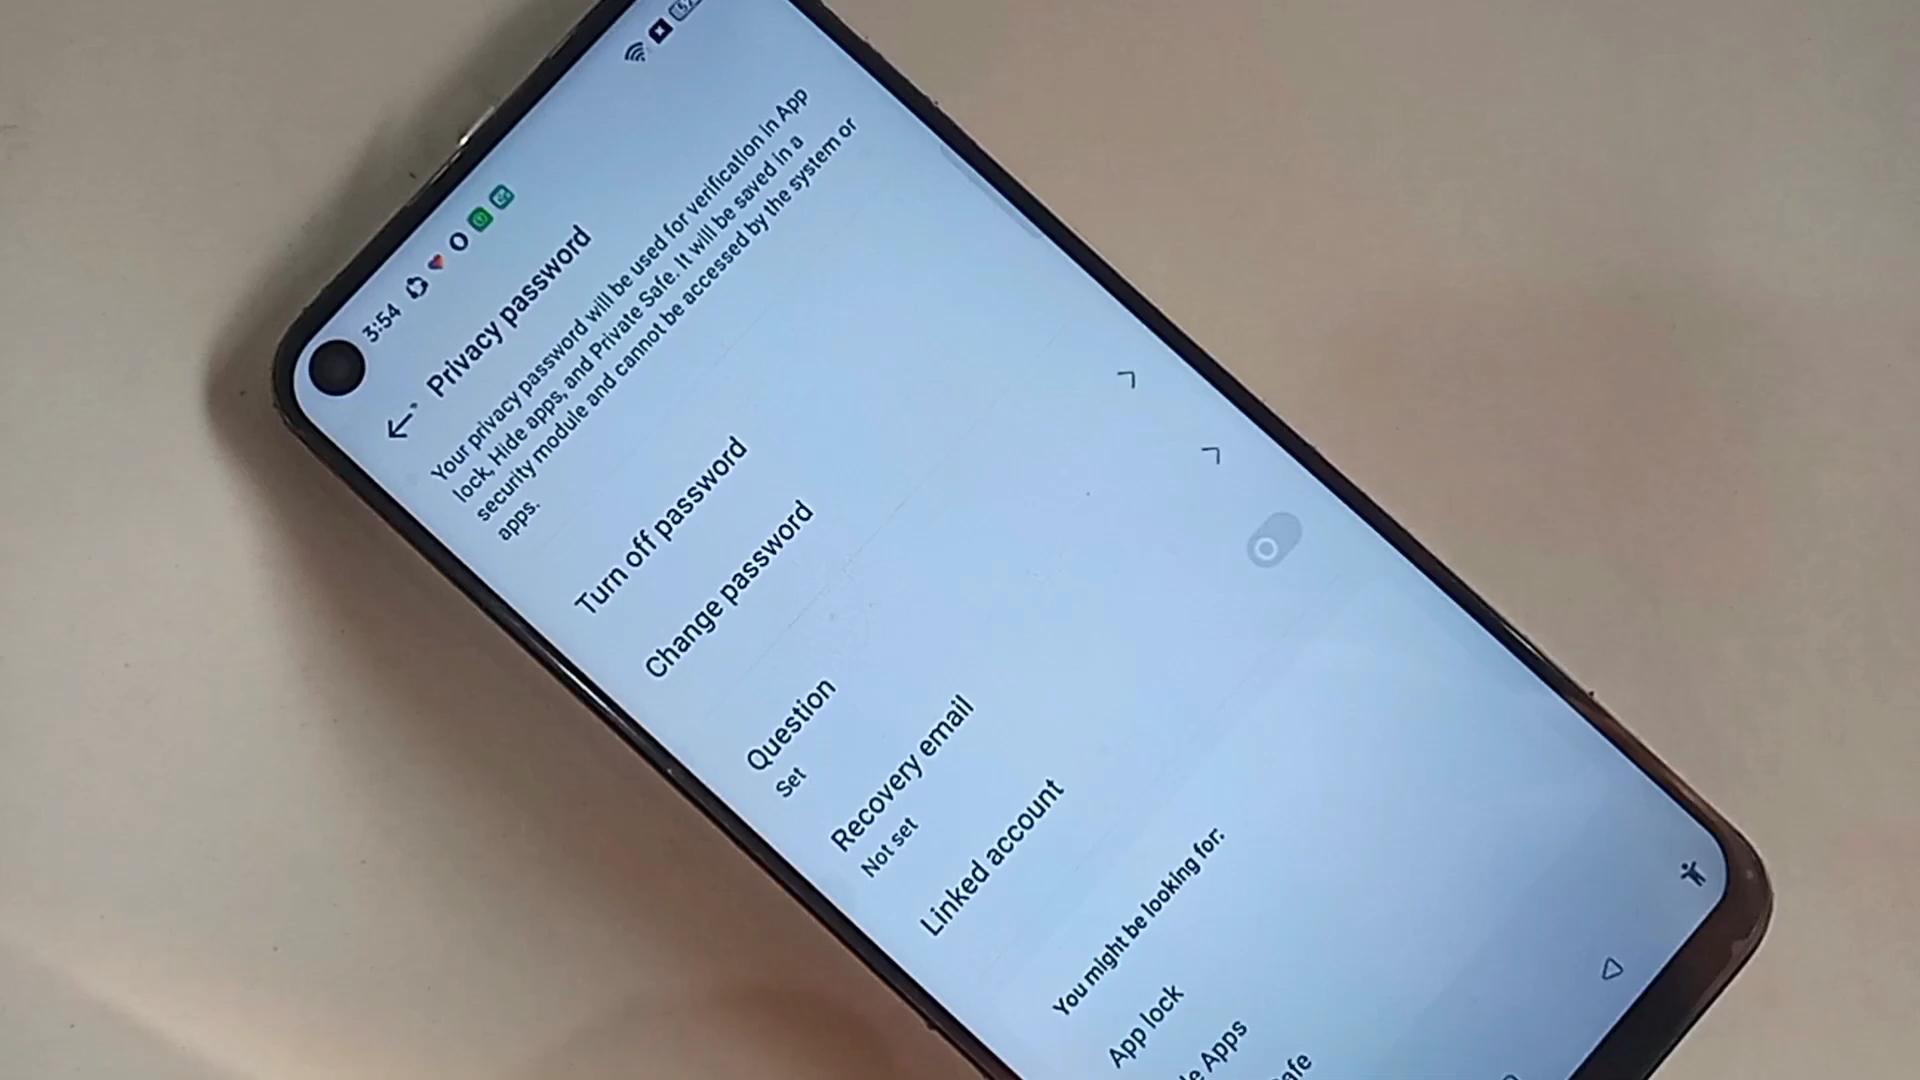 3:54
Privacy password
Your privacy password will be used for verification in App
lock, Hide apps, and Private Safe. It will be saved in a
security module and cannot be accessed by the system or
apps.
Turn off password
Change password
Question
Set
Recovery email
Not set
Linked account
You might be looking for:
App lock
Apps